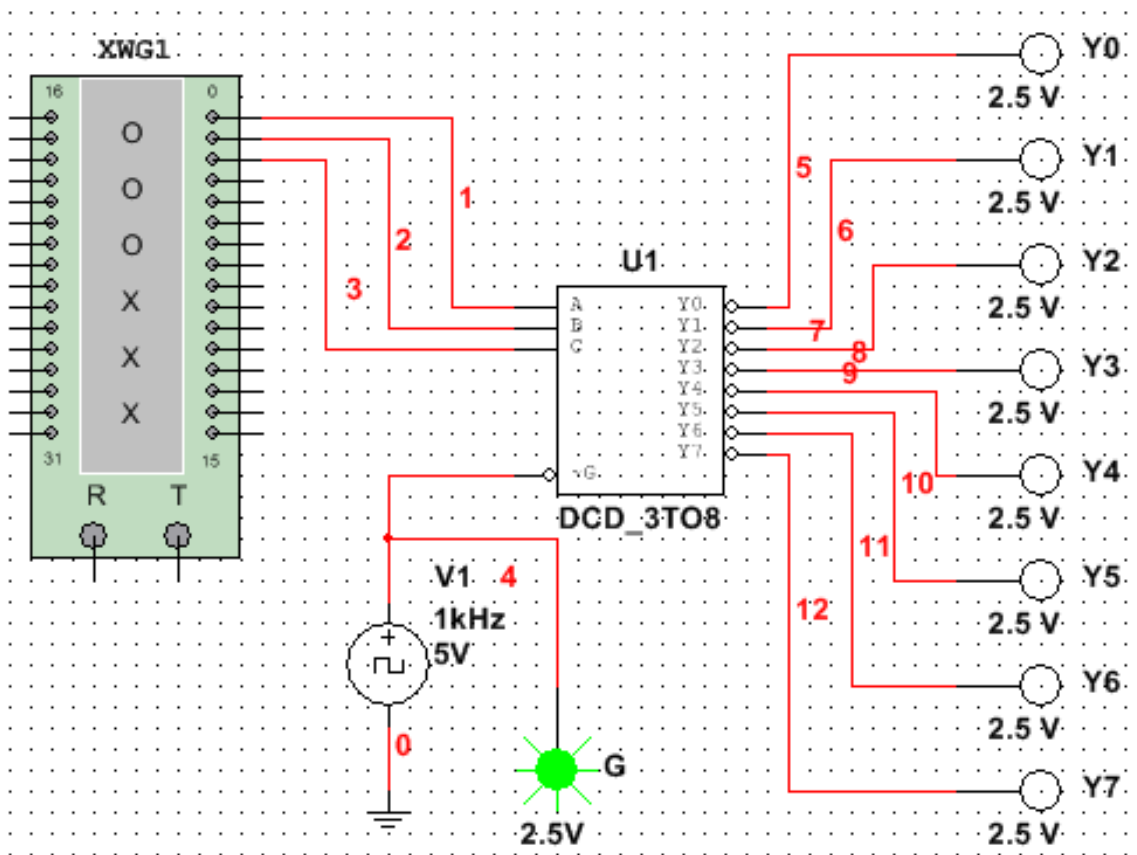 XWG1
16 0
O
O
O
X
X
X
31 15
R T
1
2
3
U1
A Y0
B Y1
C Y2
Y3
Y4
Y5
Y6
Y7
~G
DCD_3TO8
V1 4
1kHz
5V
0
G
2.5V
5
6
7
8
9
10
11
12
Y0
2.5 V
Y1
2.5 V
Y2
2.5 V
Y3
2.5 V
Y4
2.5 V
Y5
2.5 V
Y6
2.5 V
Y7
2.5 V